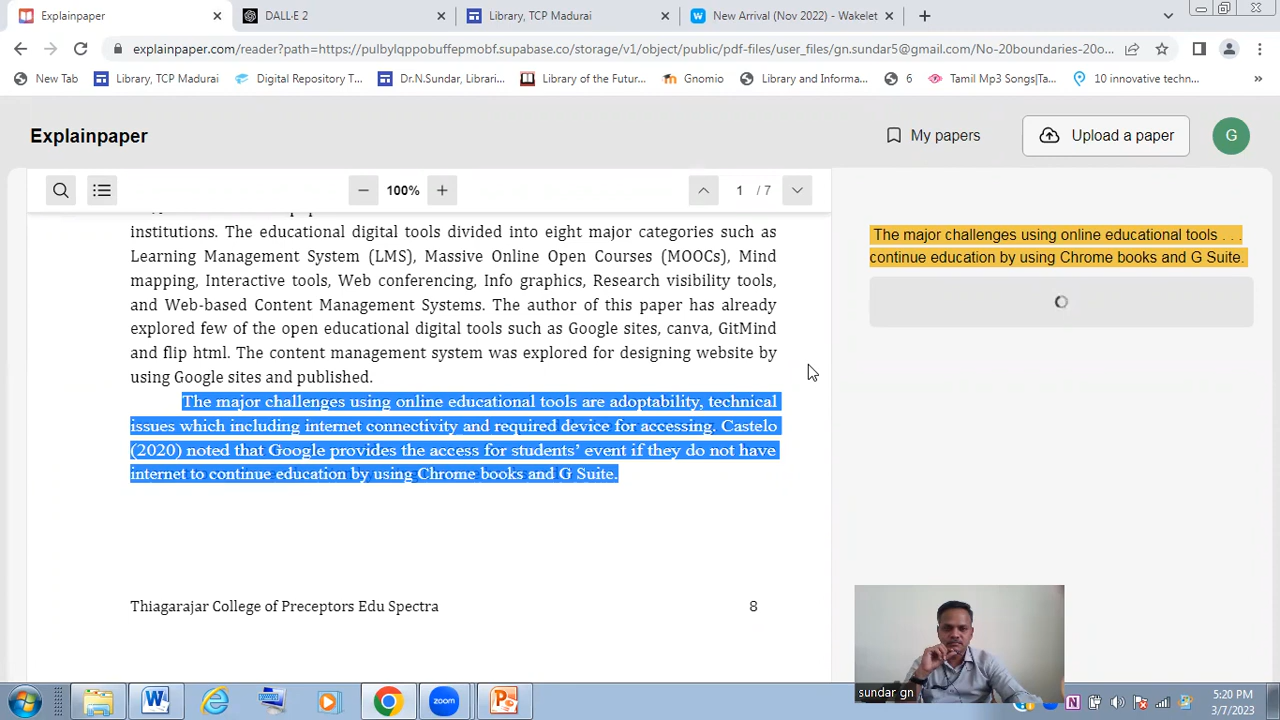 Explainpaper
DALL·E 2
Library, TCP Madurai
New Arrival (Nov 2022) - Wakelet
explainpaper.com/reader?path=https://pulbylqppobuffepmobf.supabase.co/storage/v1/object/public/pdf-files/user_files/gn.sundar5@gmail.com/No-20boundaries-20o...
New Tab
Library, TCP Madurai
Digital Repository T...
Dr.N.Sundar, Librari...
Library of the Futur...
Gnomio
Library and Informa...
6
Tamil Mp3 Songs|Ta...
10 innovative techn...
»
Explainpaper
My papers
Upload a paper
G
100%
1 / 7
institutions. The educational digital tools divided into eight major categories such as
Learning Management System (LMS), Massive Online Open Courses (MOOCs), Mind
mapping, Interactive tools, Web conferencing, Info graphics, Research visibility tools,
and Web-based Content Management Systems. The author of this paper has already
explored few of the open educational digital tools such as Google sites, canva, GitMind
and flip html. The content management system was explored for designing website by
using Google sites and published.
The major challenges using online educational tools are adoptability, technical
issues which including internet connectivity and required device for accessing. Castelo
(2020) noted that Google provides the access for students' event if they do not have
internet to continue education by using Chrome books and G Suite.
Thiagarajar College of Preceptors Edu Spectra
8
The major challenges using online educational tools . . .
continue education by using Chrome books and G Suite.
sundar gn
zoom
5:20 PM
3/7/2023